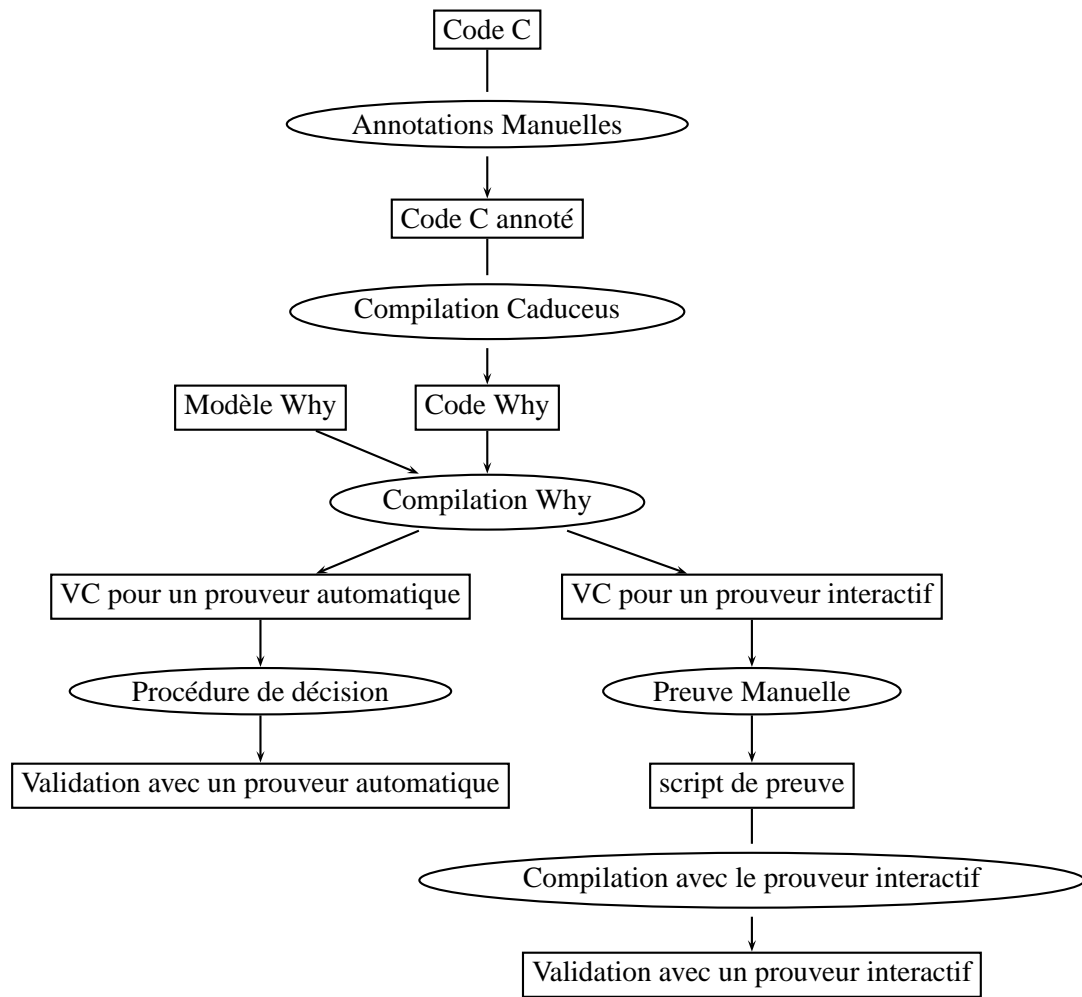 Code C
Annotations Manuelles
Code C annoté
Compilation Caduceus
Modèle Why
Code Why
Compilation Why
VC pour un prouveur automatique
VC pour un prouveur interactif
Procédure de décision
Preuve Manuelle
Validation avec un prouveur automatique
script de preuve
Compilation avec le prouveur interactif
Validation avec un prouveur interactif